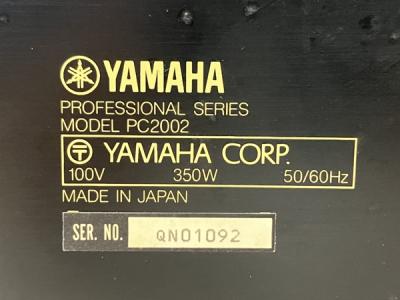 YAMAHA
PROFESSIONAL SERIES
MODEL PC2002
〒 YAMAHA CORP.
100V 350W 50/60Hz
MADE IN JAPAN
SER. NO. QN01092